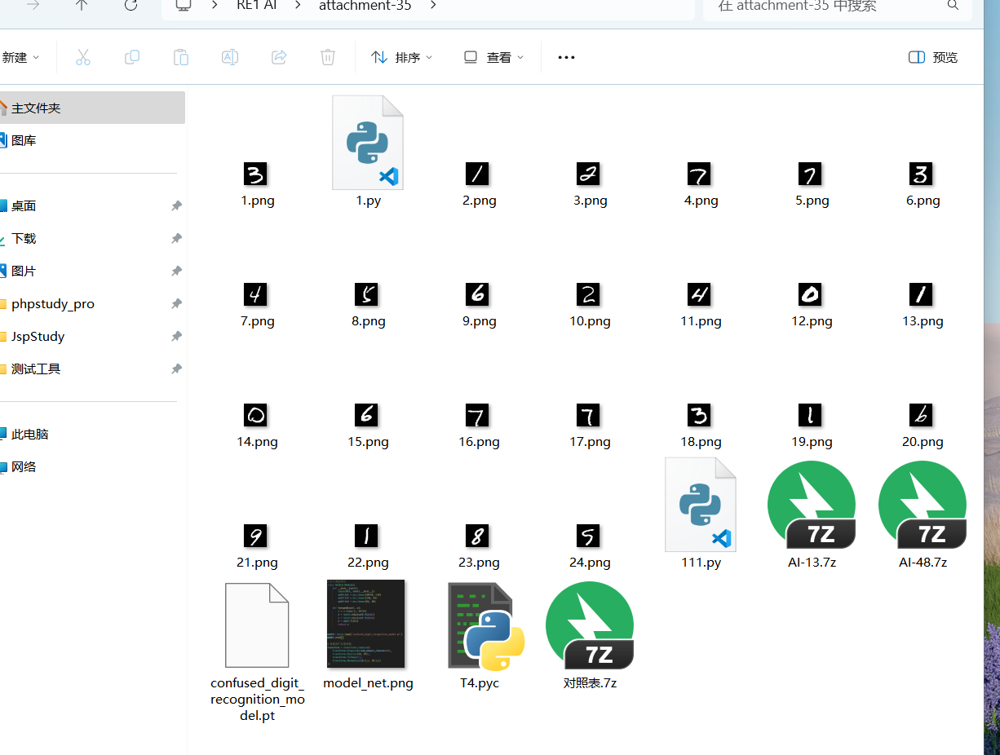 RE1 AI
attachment-35
在 attachment-35 中搜索
新建
排序
查看
预览
主文件夹
图库
桌面
下载
图片
phpstudy_pro
JspStudy
测试工具
此电脑
网络
3
1
2
7
7
3
1.png
1.py
2.png
3.png
4.png
5.png
6.png
4
5
6
2
4
0
1
7.png
8.png
9.png
10.png
11.png
12.png
13.png
0
6
7
7
3
1
6
14.png
15.png
16.png
17.png
18.png
19.png
20.png
9
1
8
5
7Z
7Z
21.png
22.png
23.png
24.png
111.py
AI-13.7z
AI-48.7z
7Z
confused_digit_
recognition_mo
del.pt
model_net.png
T4.pyc
对照表.7z